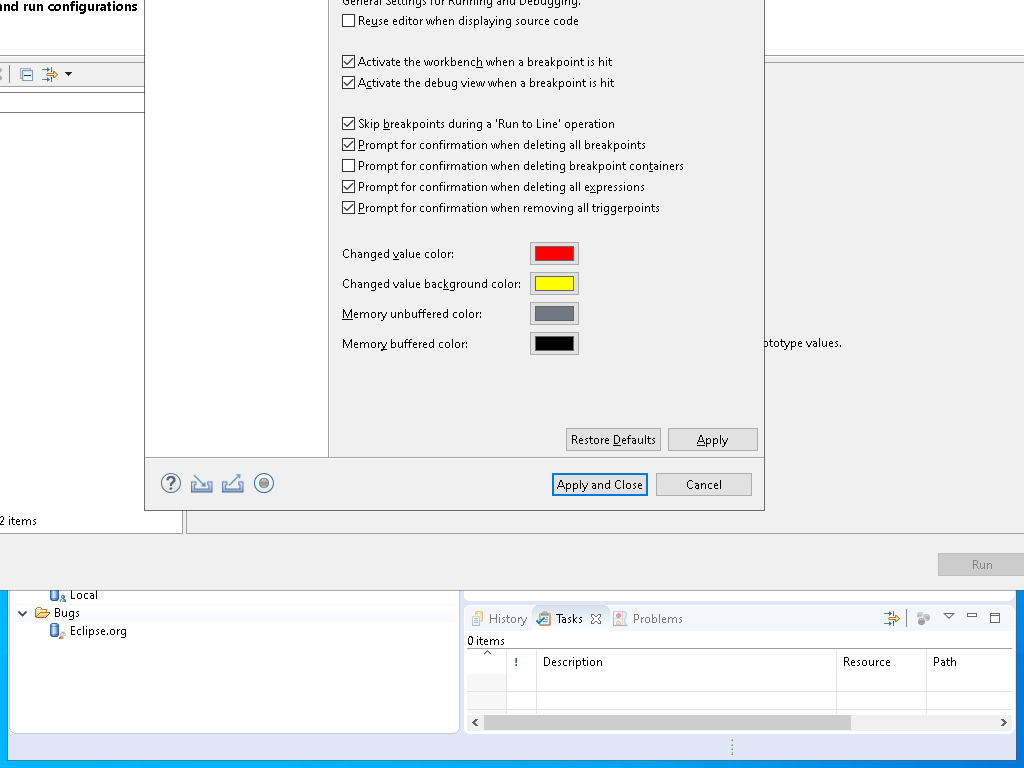 and run configurations
General Settings for Running and Debugging.
Reuse editor when displaying source code
Activate the workbench when a breakpoint is hit
Activate the debug view when a breakpoint is hit
Skip breakpoints during a 'Run to Line' operation
Prompt for confirmation when deleting all breakpoints
Prompt for confirmation when deleting breakpoint containers
Prompt for confirmation when deleting all expressions
Prompt for confirmation when removing all triggerpoints
Changed value color:
Changed value background color:
Memory unbuffered color:
Memory buffered color:
ototype values.
Restore Defaults Apply
Apply and Close Cancel
2 items
Run
Local
Bugs
Eclipse.org
History Tasks Problems
0 items
! Description Resource Path